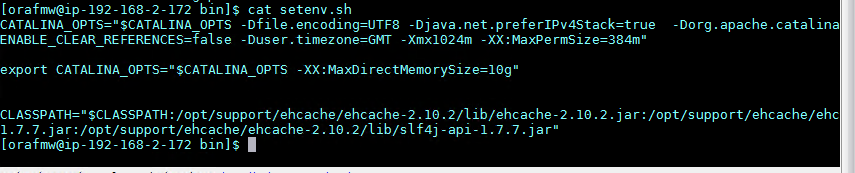 [orafmw@ip-192-168-2-172 bin]$ cat setenv.sh
CATALINA_OPTS="$CATALINA_OPTS -Dfile.encoding=UTF8 -Djava.net.preferIPv4Stack=true  -Dorg.apache.catalina
ENABLE_CLEAR_REFERENCES=false -Duser.timezone=GMT -Xmx1024m -XX:MaxPermSize=384m"
export CATALINA_OPTS="$CATALINA_OPTS -XX:MaxDirectMemorySize=10g"
CLASSPATH="$CLASSPATH:/opt/support/ehcache/ehcache-2.10.2/lib/ehcache-2.10.2.jar:/opt/support/ehcache/ehc
1.7.7.jar:/opt/support/ehcache/ehcache-2.10.2/lib/slf4j-api-1.7.7.jar"
[orafmw@ip-192-168-2-172 bin]$